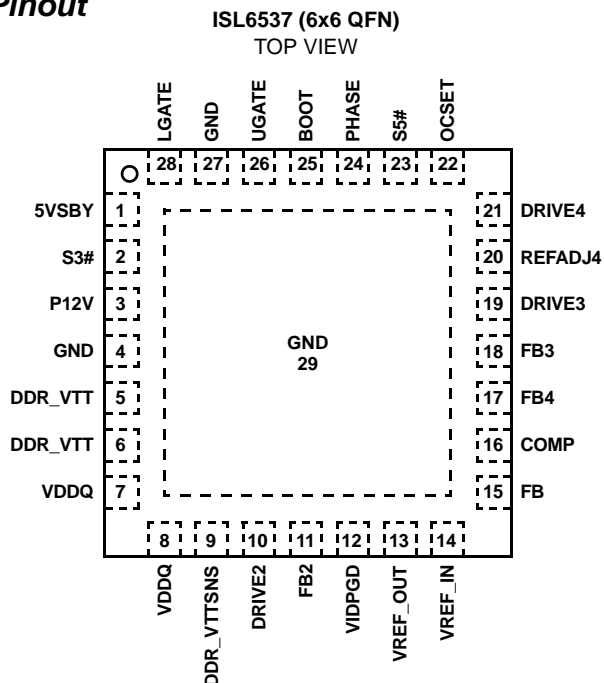 Pinout
ISL6537 (6x6 QFN)
TOP VIEW
LGATE
GND
UGATE
BOOT
PHASE
S5#
OCSET
28 27 26 25 24 23 22
5VSBY 1
21 DRIVE4
S3# 2
20 REFADJ4
P12V 3
19 DRIVE3
GND 4
18 FB3
DDR_VTT 5
17 FB4
DDR_VTT 6
16 COMP
VDDQ 7
15 FB
GND
29
8 9 10 11 12 13 14
VDDQ
DDR_VTTSNS
DRIVE2
FB2
VIDPGD
VREF_OUT
VREF_IN